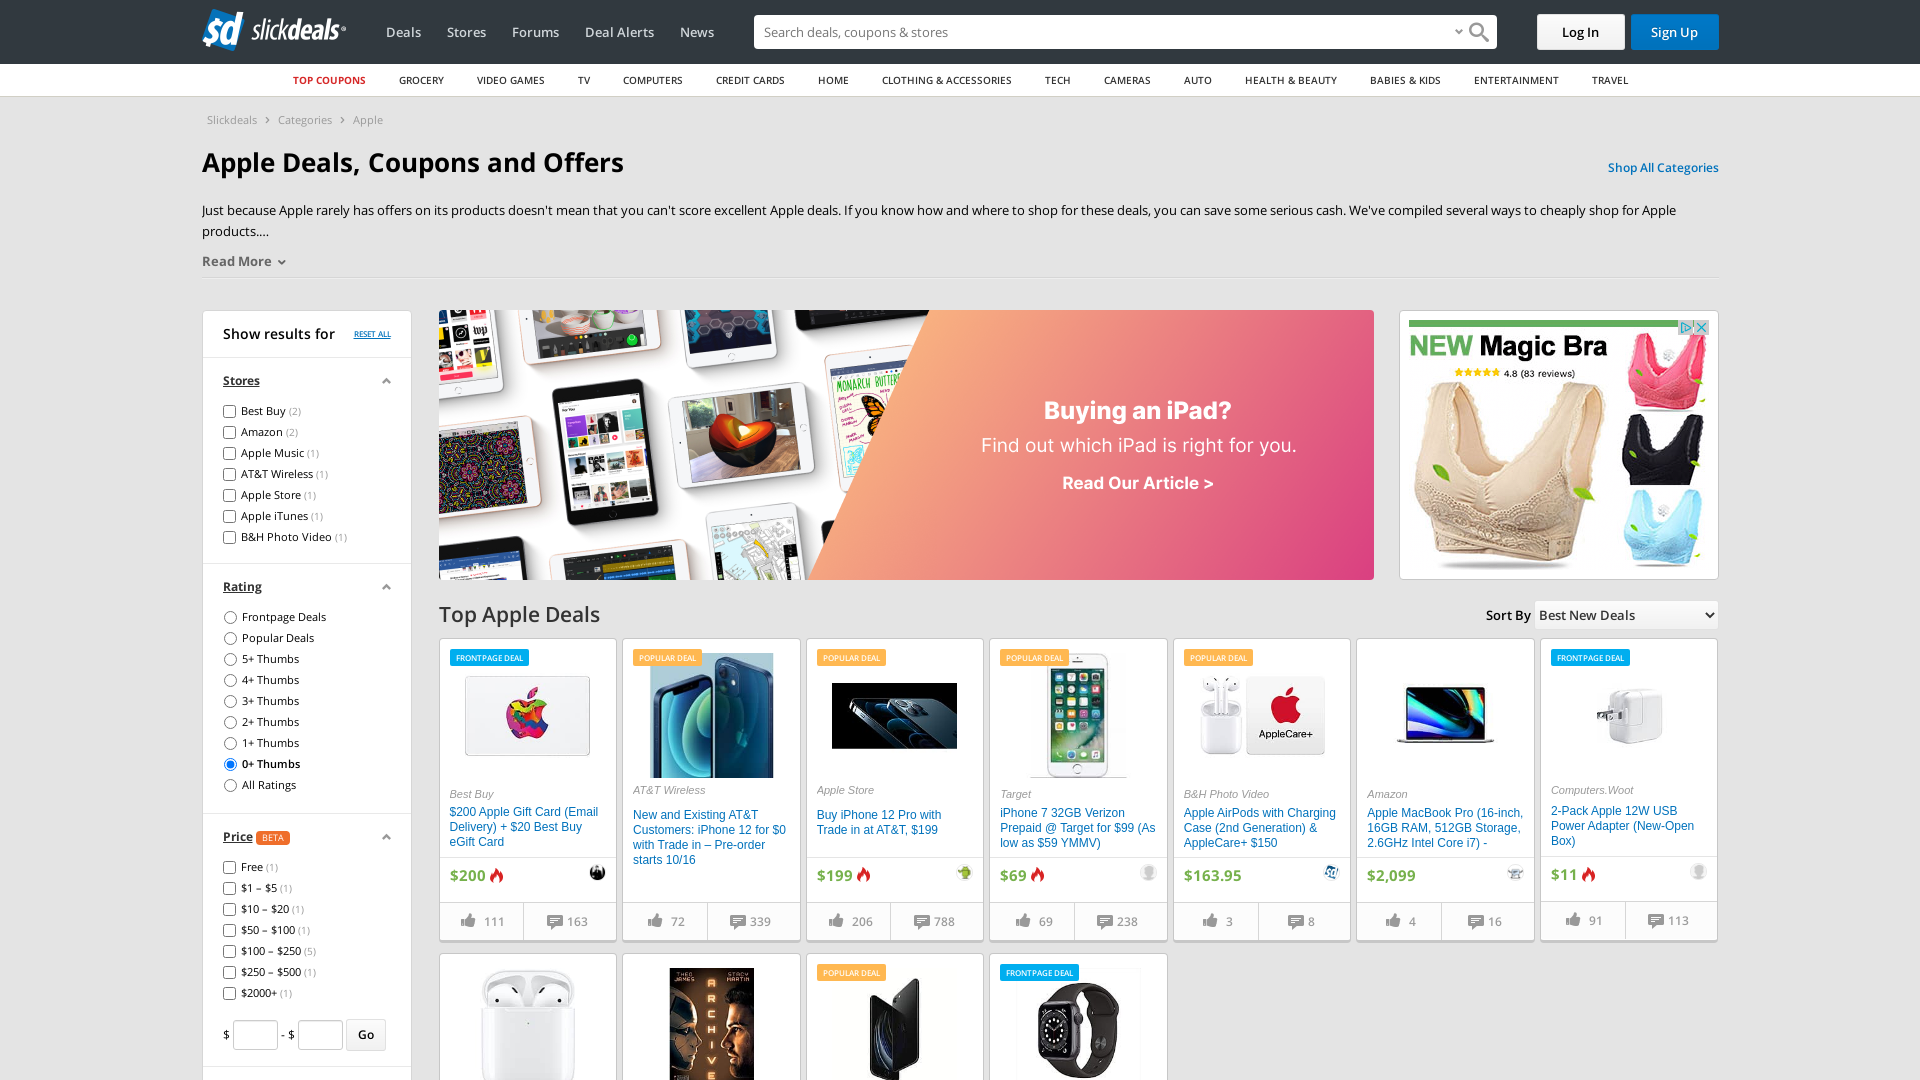 slickdeals
Deals
Stores
Forums
Deal Alerts
News
Search deals, coupons & stores
Log In
Sign Up
TOP COUPONS
GROCERY
VIDEO GAMES
TV
COMPUTERS
CREDIT CARDS
HOME
CLOTHING & ACCESSORIES
TECH
CAMERAS
AUTO
HEALTH & BEAUTY
BABIES & KIDS
ENTERTAINMENT
TRAVEL
Slickdeals > Categories > Apple
Apple Deals, Coupons and Offers
Shop All Categories
Just because Apple rarely has offers on its products doesn't mean that you can't score excellent Apple deals. If you know how and where to shop for these deals, you can save some serious cash. We've compiled several ways to cheaply shop for Apple
products....
Read More
Show results for
RESET ALL
Stores
Best Buy (2)
Amazon (2)
Apple Music (1)
AT&T Wireless (1)
Apple Store (1)
Apple iTunes (1)
B&H Photo Video (1)
Rating
Frontpage Deals
Popular Deals
5+ Thumbs
4+ Thumbs
3+ Thumbs
2+ Thumbs
1+ Thumbs
0+ Thumbs
All Ratings
Price BETA
Free (1)
$1 – $5 (1)
$10 – $20 (1)
$50 – $100 (1)
$100 – $250 (5)
$250 – $500 (1)
$2000+ (1)
$ - $ Go
MONARCH BUTTERF
Buying an iPad?
Find out which iPad is right for you.
Read Our Article >
NEW Magic Bra
4.8 (83 reviews)
Top Apple Deals
Sort By Best New Deals
FRONTPAGE DEAL
Best Buy
$200 Apple Gift Card (Email
Delivery) + $20 Best Buy
eGift Card
$200
111
163
POPULAR DEAL
AT&T Wireless
New and Existing AT&T
Customers: iPhone 12 for $0
with Trade in – Pre-order
starts 10/16
72
339
POPULAR DEAL
Apple Store
Buy iPhone 12 Pro with
Trade in at AT&T, $199
$199
206
788
POPULAR DEAL
Target
iPhone 7 32GB Verizon
Prepaid @ Target for $99 (As
low as $59 YMMV)
$69
69
238
POPULAR DEAL
AppleCare+
B&H Photo Video
Apple AirPods with Charging
Case (2nd Generation) &
AppleCare+ $150
$163.95
3
8
Amazon
Apple MacBook Pro (16-inch,
16GB RAM, 512GB Storage,
2.6GHz Intel Core i7) -
$2,099
4
16
FRONTPAGE DEAL
Computers.Woot
2-Pack Apple 12W USB
Power Adapter (New-Open
Box)
$11
91
113
THEO JAMES
STACY MARTIN
ARCHIVE
POPULAR DEAL
FRONTPAGE DEAL